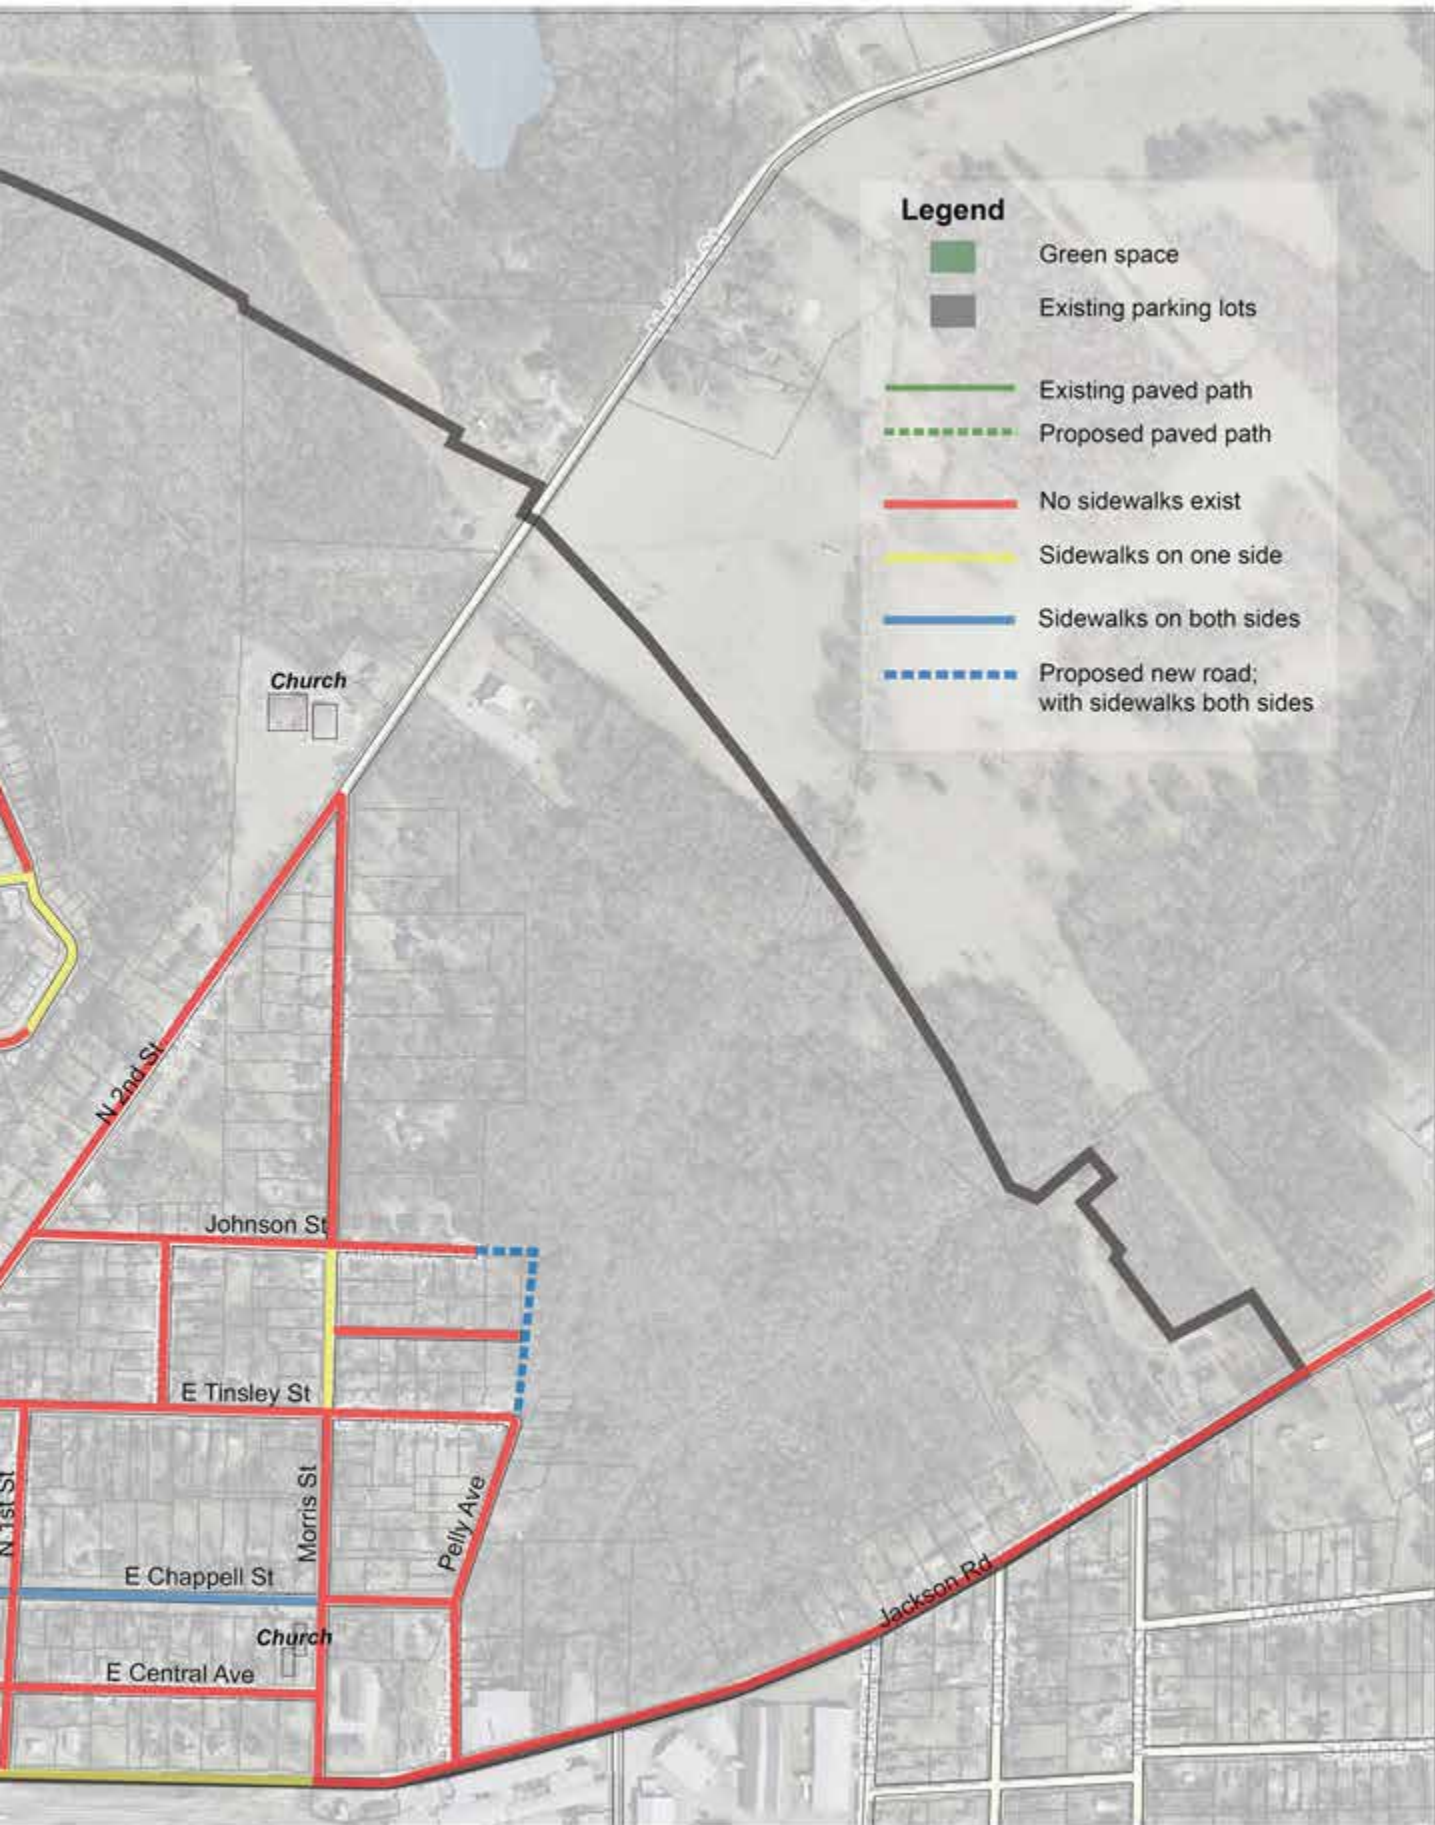 Legend
Green space
Existing parking lots
Existing paved path
Proposed paved path
No sidewalks exist
Sidewalks on one side
Sidewalks on both sides
Proposed new road;
with sidewalks both sides
Church
N 2nd St
Johnson St
E Tinsley St
N 1st St
Morris St
Pelly Ave
E Chappell St
Jackson Rd
Church
E Central Ave